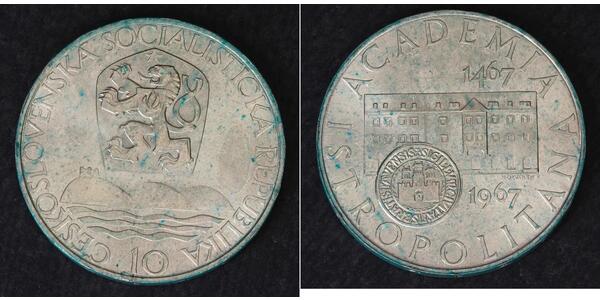 ČESKOSLOVENSKÁ SOCIALISTICKÁ REPUBLIKA
10
ACADEMIA ISTROPOLITANA
1467
1967